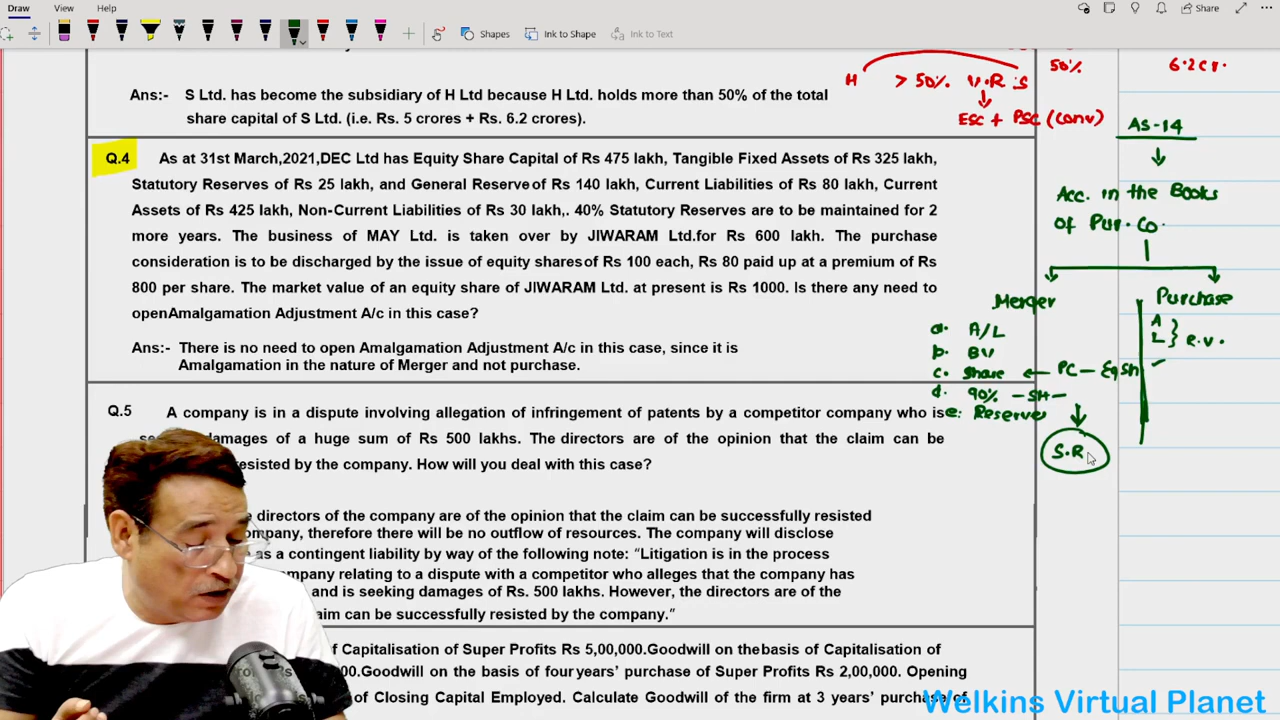 Draw View Help
Shapes Ink to Shape Ink to Text Share
50% 6.2 cr.
H > 50% V.R is
Ans:- S Ltd. has become the subsidiary of H Ltd because H Ltd. holds more than 50% of the total
share capital of S Ltd. (i.e. Rs. 5 crores + Rs. 6.2 crores).
ESC + PSC (conv)
AS-14
Acc. in the Books
of Pur. Co.
Merger
Purchase
a. A/L
b. BV
c. Share ← PC — Eq Sh
d. 90% — SH —
e. Reserves
A
L } R.V.
S.R
Q.4 As at 31st March,2021,DEC Ltd has Equity Share Capital of Rs 475 lakh, Tangible Fixed Assets of Rs 325 lakh,
Statutory Reserves of Rs 25 lakh, and General Reserve of Rs 140 lakh, Current Liabilities of Rs 80 lakh, Current
Assets of Rs 425 lakh, Non-Current Liabilities of Rs 30 lakh,. 40% Statutory Reserves are to be maintained for 2
more years. The business of MAY Ltd. is taken over by JIWARAM Ltd.for Rs 600 lakh. The purchase
consideration is to be discharged by the issue of equity shares of Rs 100 each, Rs 80 paid up at a premium of Rs
800 per share. The market value of an equity share of JIWARAM Ltd. at present is Rs 1000. Is there any need to
openAmalgamation Adjustment A/c in this case?
Ans:- There is no need to open Amalgamation Adjustment A/c in this case, since it is
Amalgamation in the nature of Merger and not purchase.
Q.5 A company is in a dispute involving allegation of infringement of patents by a competitor company who is
damages of a huge sum of Rs 500 lakhs. The directors are of the opinion that the claim can be
resisted by the company. How will you deal with this case?
directors of the company are of the opinion that the claim can be successfully resisted
therefore there will be no outflow of resources. The company will disclose
as a contingent liability by way of the following note: “Litigation is in the process
company relating to a dispute with a competitor who alleges that the company has
and is seeking damages of Rs. 500 lakhs. However, the directors are of the
claim can be successfully resisted by the company.”
of Capitalisation of Super Profits Rs 5,00,000.Goodwill on the basis of Capitalisation of
.Goodwill on the basis of four years’ purchase of Super Profits Rs 2,00,000. Opening
of Closing Capital Employed. Calculate Goodwill of the firm at 3 years’ purchase of
Welkins Virtual Planet